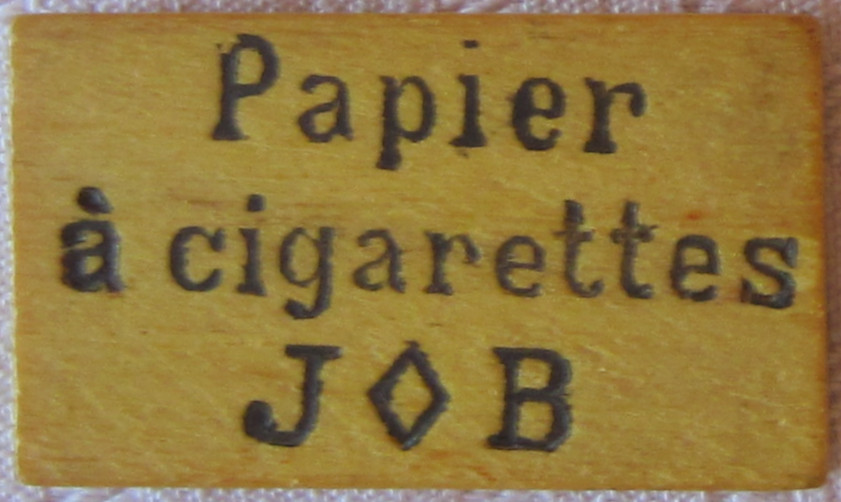 Papier
à cigarettes
J◊B